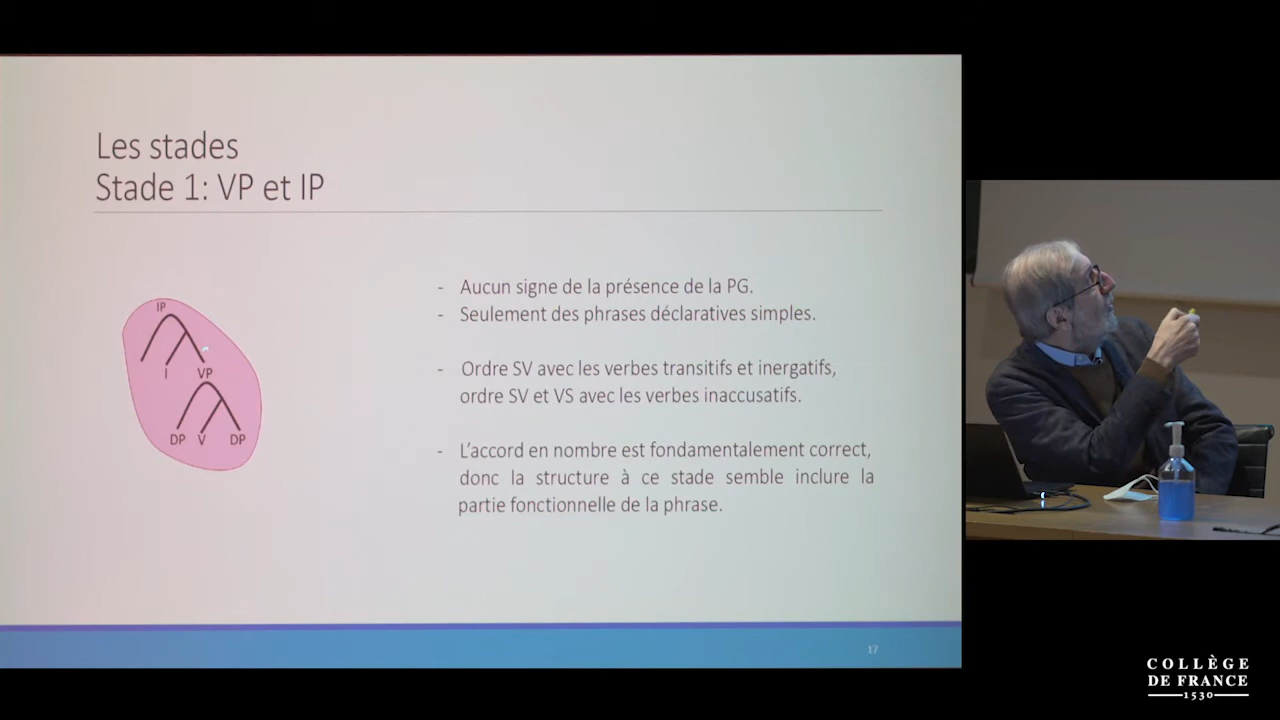 Les stades
Stade 1: VP et IP
IP
I VP
DP V DP
- Aucun signe de la présence de la PG.
- Seulement des phrases déclaratives simples.
- Ordre SV avec les verbes transitifs et inergatifs,
ordre SV et VS avec les verbes inaccusatifs.
- L'accord en nombre est fondamentalement correct,
donc la structure à ce stade semble inclure la
partie fonctionnelle de la phrase.
17
COLLÈGE
DE FRANCE
1530